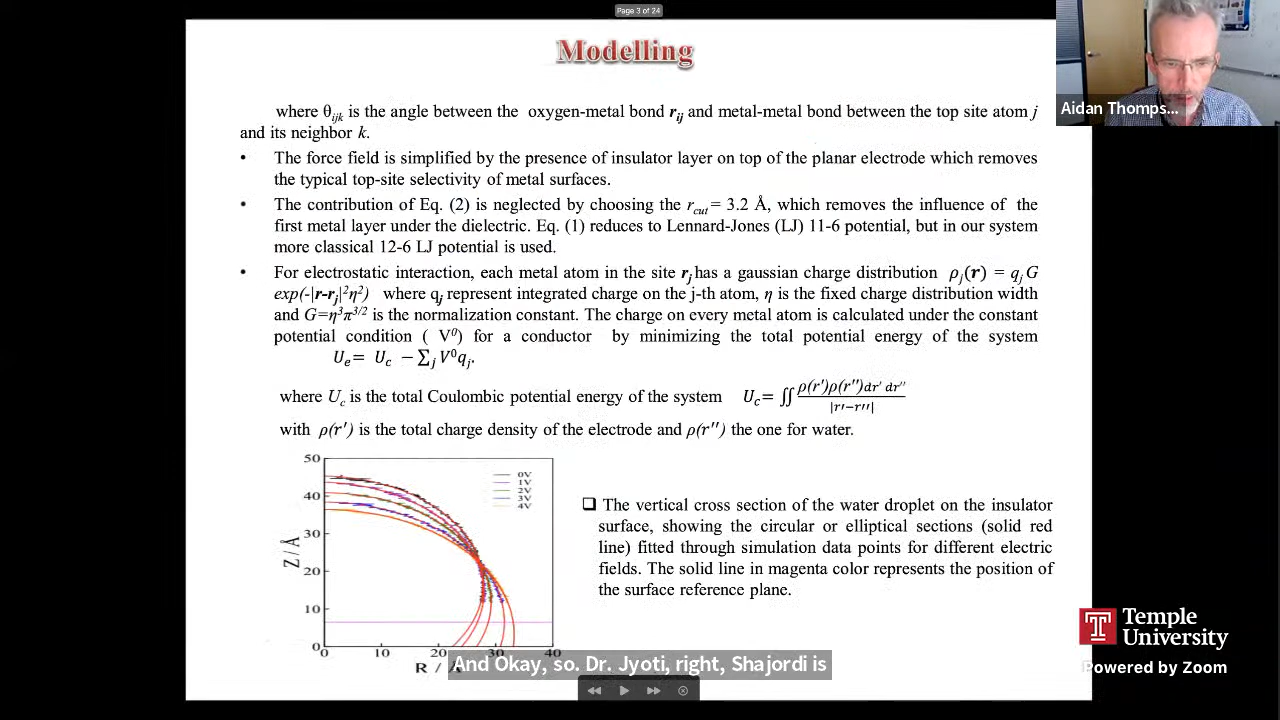 Page 3 of 24
Modelling
Aidan Thomps...
where θijk is the angle between the oxygen-metal bond rij and metal-metal bond between the top site atom j
and its neighbor k.
• The force field is simplified by the presence of insulator layer on top of the planar electrode which removes
the typical top-site selectivity of metal surfaces.
• The contribution of Eq. (2) is neglected by choosing the rcut = 3.2 Å, which removes the influence of the
first metal layer under the dielectric. Eq. (1) reduces to Lennard-Jones (LJ) 11-6 potential, but in our system
more classical 12-6 LJ potential is used.
• For electrostatic interaction, each metal atom in the site rj has a gaussian charge distribution ρj(r) = qj G
exp(-|r-rj|²η²) where qj represent integrated charge on the j-th atom, η is the fixed charge distribution width
and G=η³π³/² is the normalization constant. The charge on every metal atom is calculated under the constant
potential condition ( V⁰) for a conductor by minimizing the total potential energy of the system
Ue= Uc − ∑j V⁰qj.
where Uc is the total Coulombic potential energy of the system Uc= ∬ ρ(r′)ρ(r′′)dr′ dr′′ / |r′−r′′|
with ρ(r′) is the total charge density of the electrode and ρ(r′′) the one for water.
50
40
30
20
10
0
Z / Å
0V
1V
2V
3V
4V
0 10 20 30 40
R / Å
❑ The vertical cross section of the water droplet on the insulator
surface, showing the circular or elliptical sections (solid red
line) fitted through simulation data points for different electric
fields. The solid line in magenta color represents the position of
the surface reference plane.
T Temple
University
Powered by Zoom
And Okay, so. Dr. Jyoti, right, Shajordi is